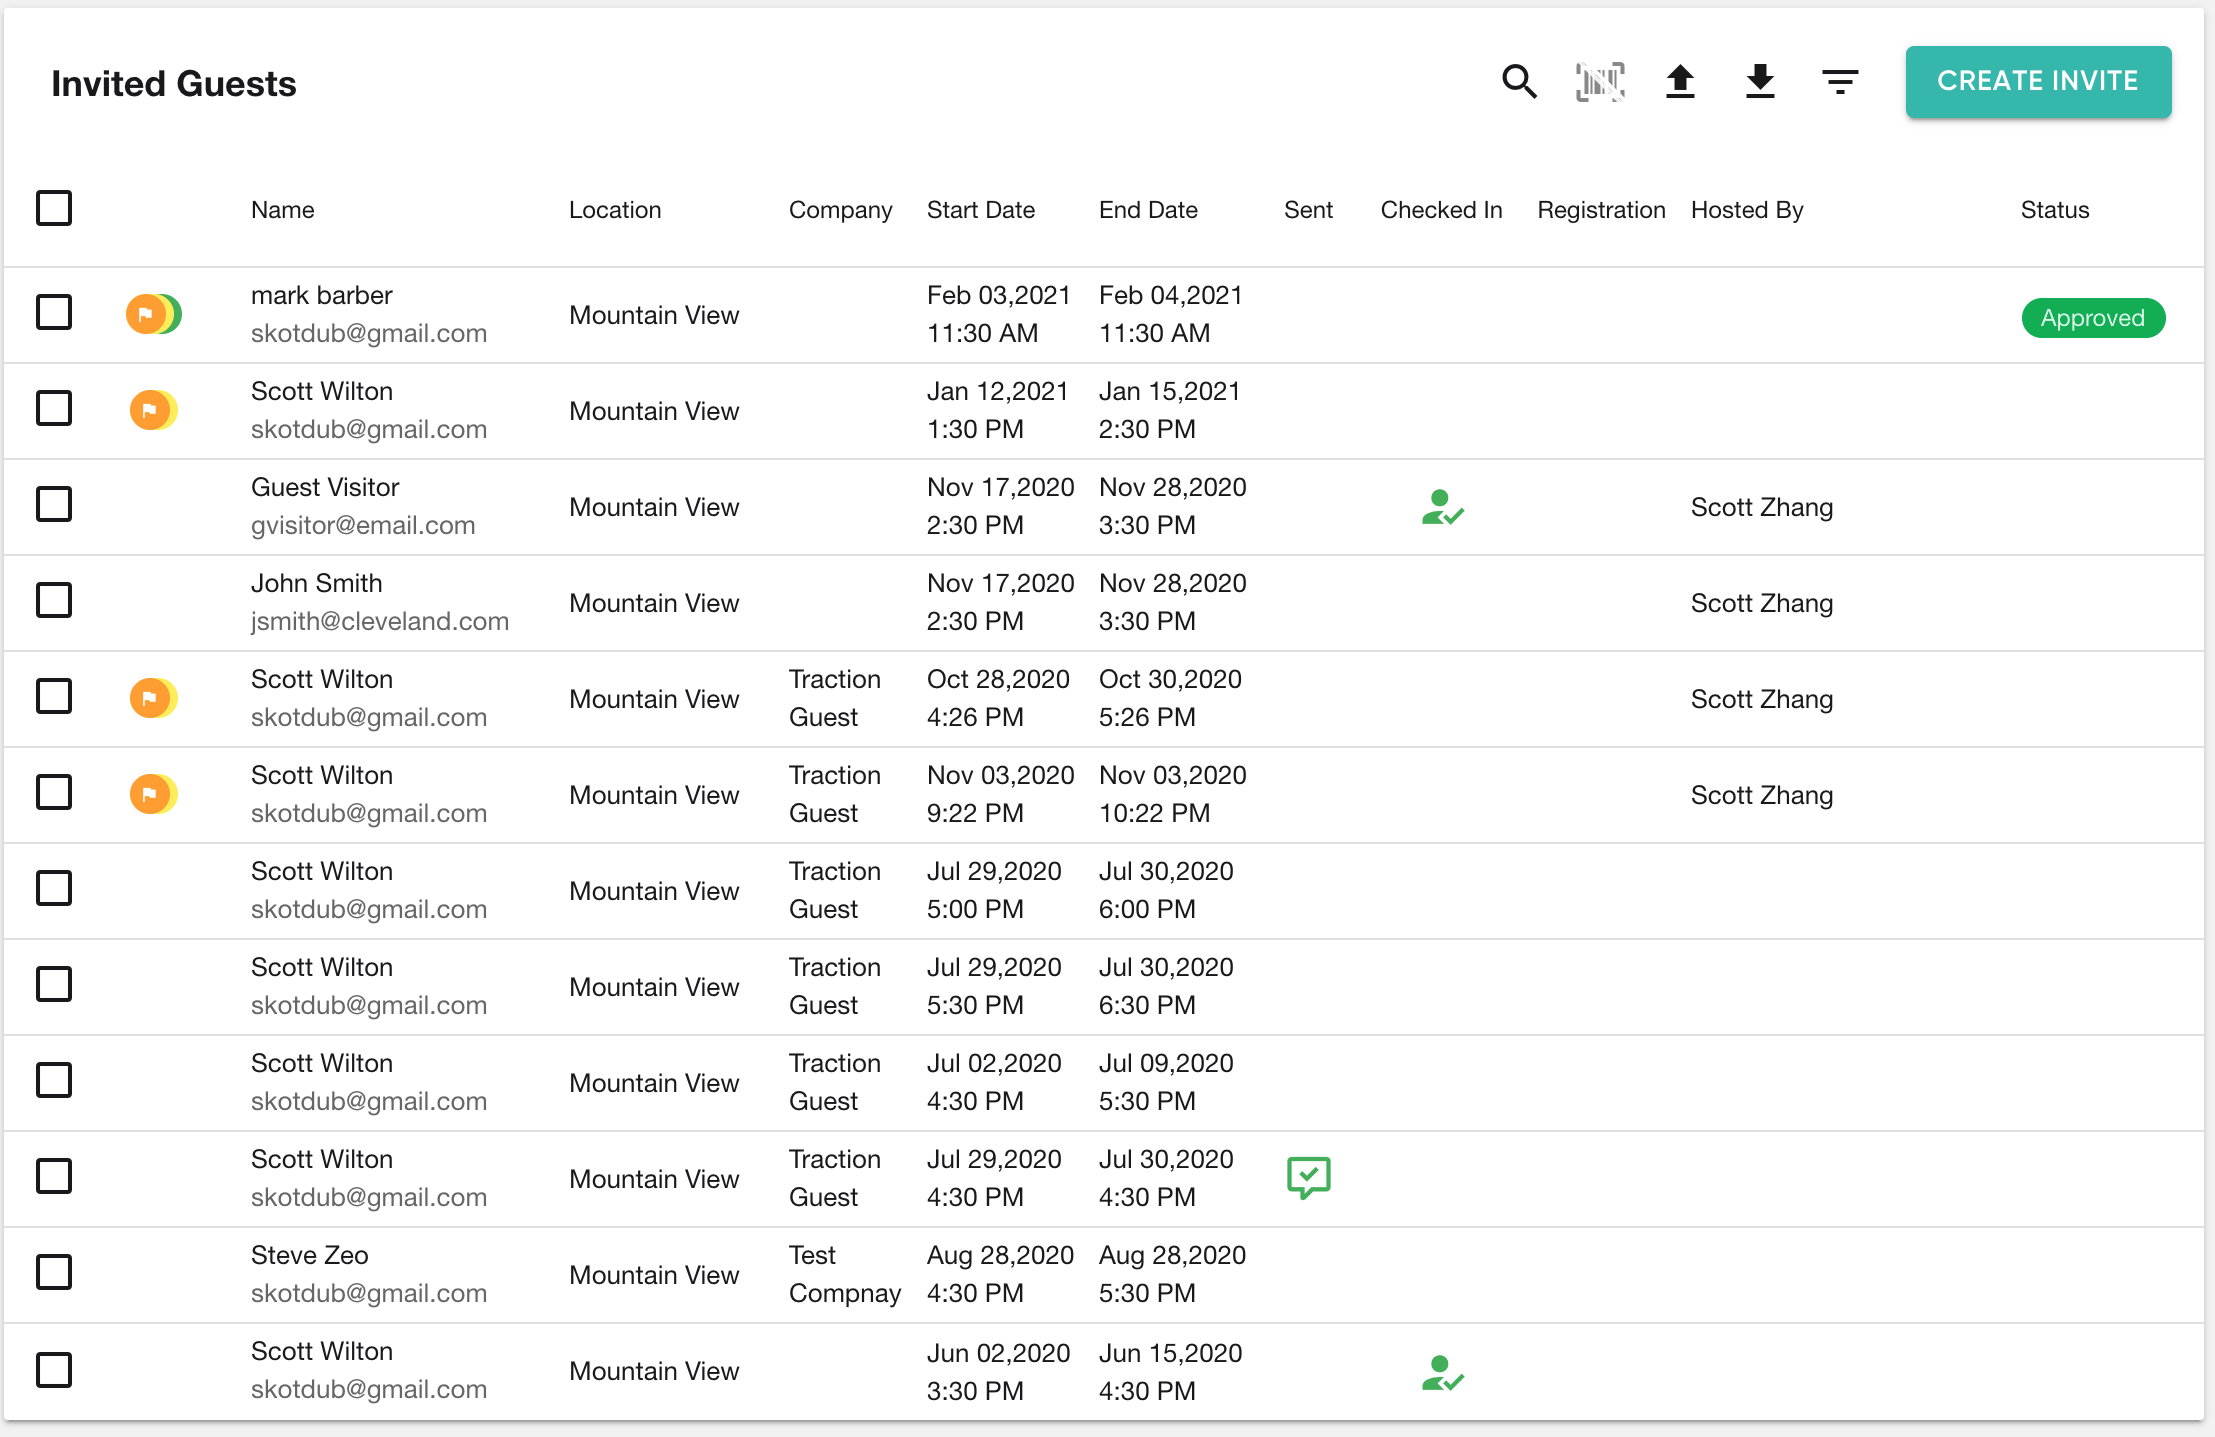 Invited Guests
CREATE INVITE
Name Location Company Start Date End Date Sent Checked In Registration Hosted By Status
mark barber
skotdub@gmail.com
Mountain View
Feb 03,2021
11:30 AM
Feb 04,2021
11:30 AM
Approved
Scott Wilton
skotdub@gmail.com
Mountain View
Jan 12,2021
1:30 PM
Jan 15,2021
2:30 PM
Guest Visitor
gvisitor@email.com
Mountain View
Nov 17,2020
2:30 PM
Nov 28,2020
3:30 PM
Scott Zhang
John Smith
jsmith@cleveland.com
Mountain View
Nov 17,2020
2:30 PM
Nov 28,2020
3:30 PM
Scott Zhang
Scott Wilton
skotdub@gmail.com
Mountain View
Traction
Guest
Oct 28,2020
4:26 PM
Oct 30,2020
5:26 PM
Scott Zhang
Scott Wilton
skotdub@gmail.com
Mountain View
Traction
Guest
Nov 03,2020
9:22 PM
Nov 03,2020
10:22 PM
Scott Zhang
Scott Wilton
skotdub@gmail.com
Mountain View
Traction
Guest
Jul 29,2020
5:00 PM
Jul 30,2020
6:00 PM
Scott Wilton
skotdub@gmail.com
Mountain View
Traction
Guest
Jul 29,2020
5:30 PM
Jul 30,2020
6:30 PM
Scott Wilton
skotdub@gmail.com
Mountain View
Traction
Guest
Jul 02,2020
4:30 PM
Jul 09,2020
5:30 PM
Scott Wilton
skotdub@gmail.com
Mountain View
Traction
Guest
Jul 29,2020
4:30 PM
Jul 30,2020
4:30 PM
Steve Zeo
skotdub@gmail.com
Mountain View
Test
Compnay
Aug 28,2020
4:30 PM
Aug 28,2020
5:30 PM
Scott Wilton
skotdub@gmail.com
Mountain View
Jun 02,2020
3:30 PM
Jun 15,2020
4:30 PM